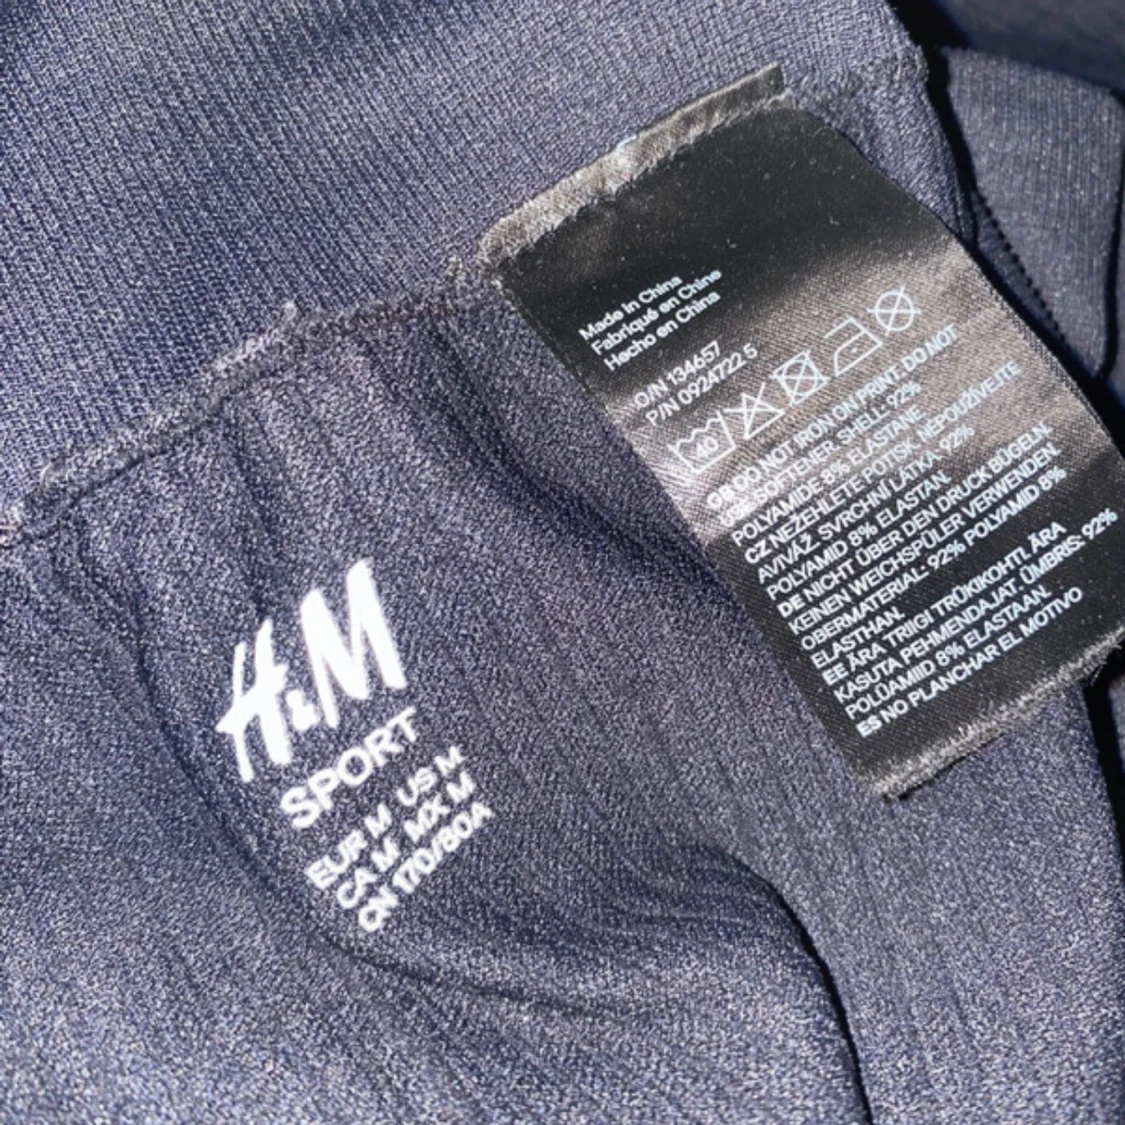 H&M
SPORT
EUR M US M
CA M MX M
CN 170/80A
Made in China
Fabriqué en China
Hecho en China
O/N 134657
P/N 0924722 5
40
GB DO NOT IRON ON PRINT. DO NOT
USE SOFTENER. SHELL: 92%
POLYAMIDE 8% ELASTANE
CZ NEŽEHLETE POTISK. NEPOUŽÍVEJTE
AVIVÁŽ. SVRCHNÍ LÁTKA. 92%
POLYAMID 8% ELASTAN.
DE NICHT ÜBER DEN DRUCK BÜGELN.
KEINEN WEICHSPÜLER VERWENDEN.
OBERMATERIAL: 92% POLYAMID 8%
ELASTHAN.
EE ÄRA TRIIGI TRÜKIKOHTI. ÄRA
KASUTA PEHMENDAJAT. ÜMBRIS: 92%
POLÜAMIID 8% ELASTAAN.
ES NO PLANCHAR EL MOTIVO